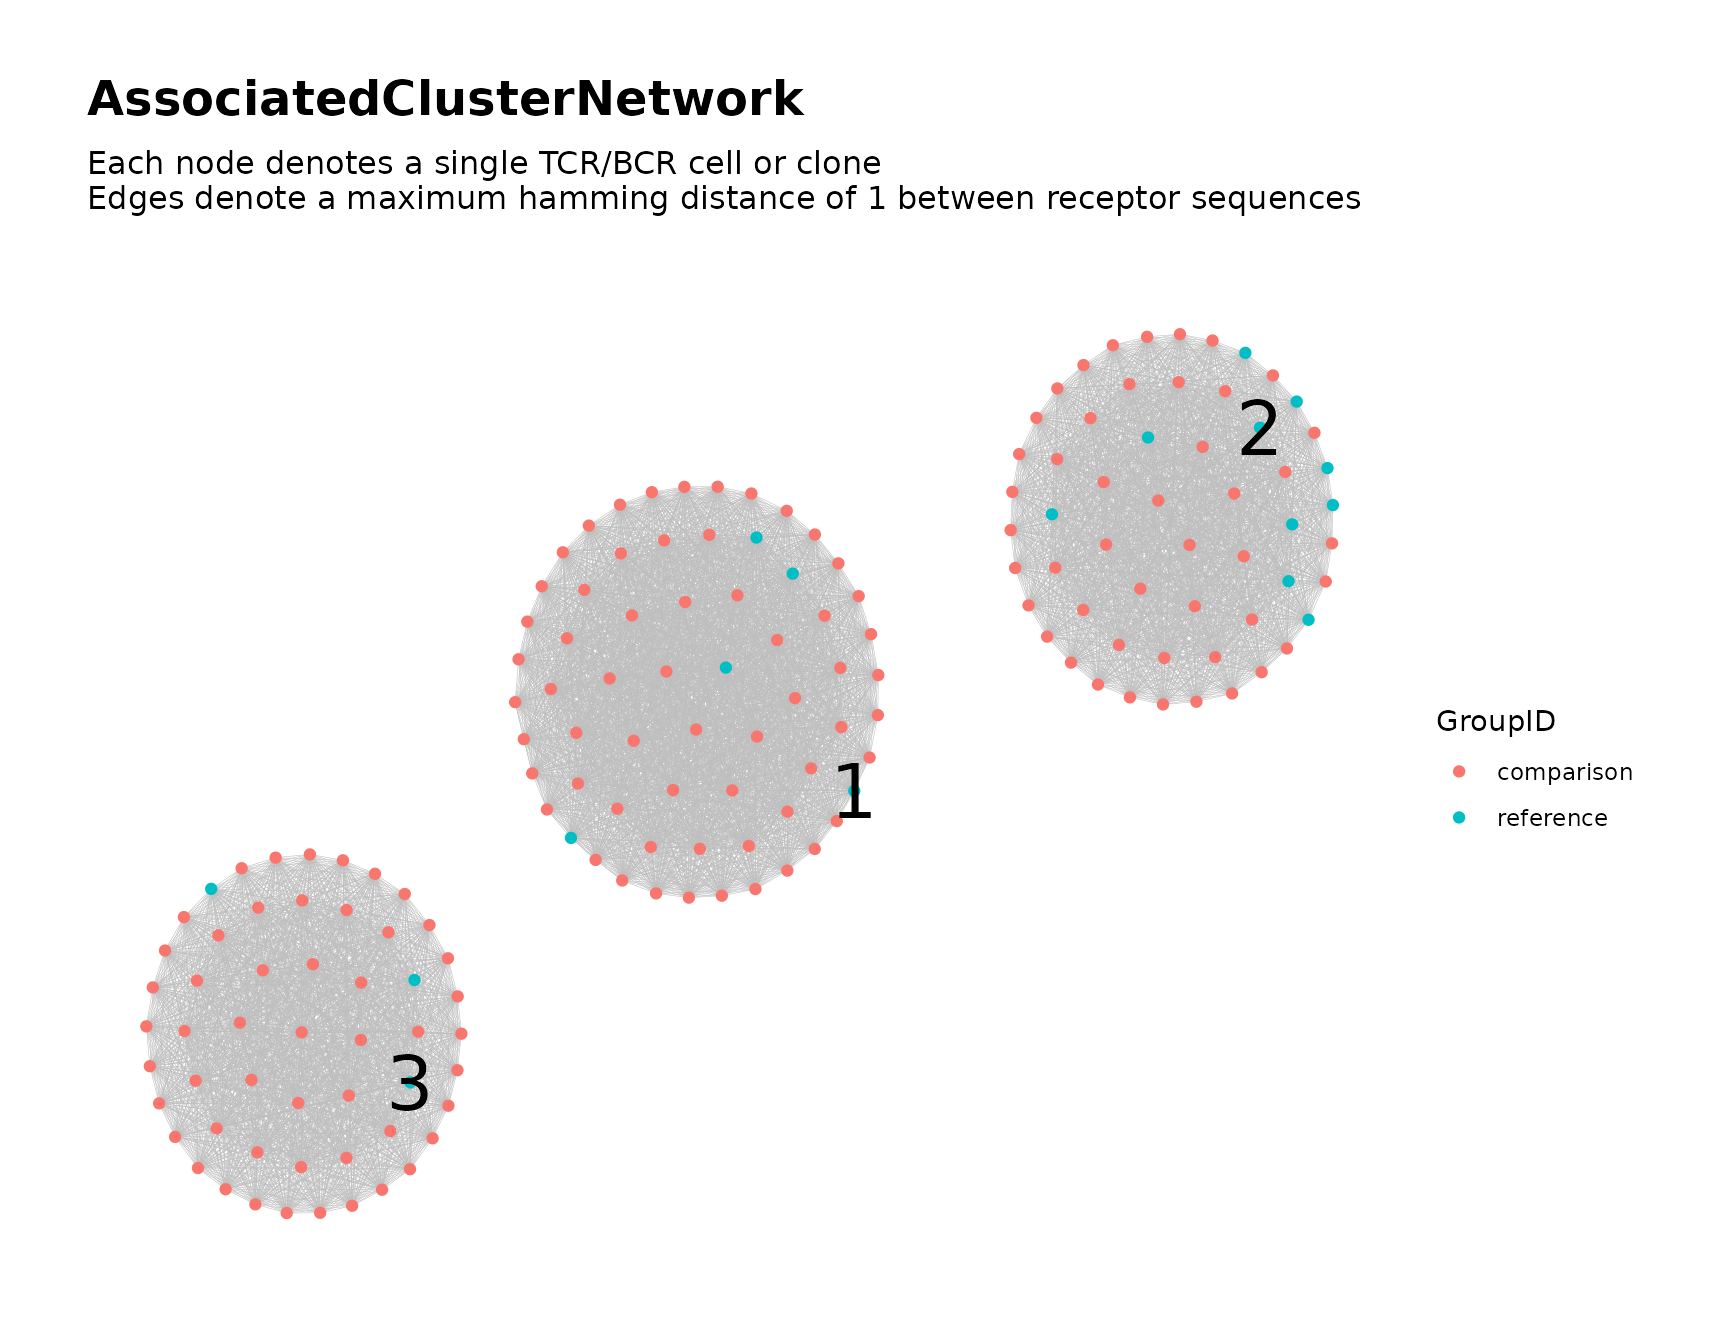 AssociatedClusterNetwork
Each node denotes a single TCR/BCR cell or clone
Edges denote a maximum hamming distance of 1 between receptor sequences
2
1
3
GroupID
comparison
reference